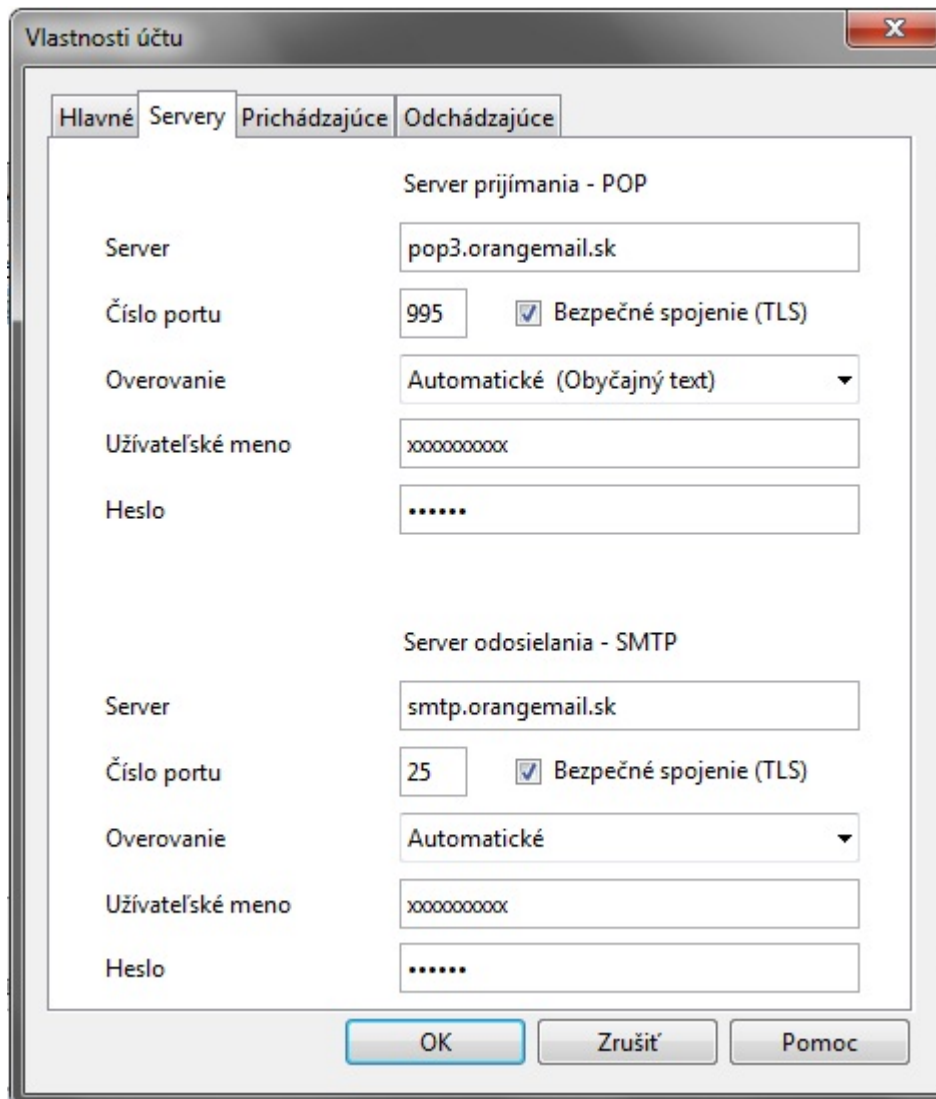 Vlastnosti účtu
Hlavné Servery Prichádzajúce Odchádzajúce
Server prijímania - POP
Server pop3.orangemail.sk
Číslo portu 995 Bezpečné spojenie (TLS)
Overovanie Automatické (Obyčajný text)
Užívateľské meno xxxxxxxxxx
Heslo ••••••
Server odosielania - SMTP
Server smtp.orangemail.sk
Číslo portu 25 Bezpečné spojenie (TLS)
Overovanie Automatické
Užívateľské meno xxxxxxxxxx
Heslo ••••••
OK Zrušiť Pomoc